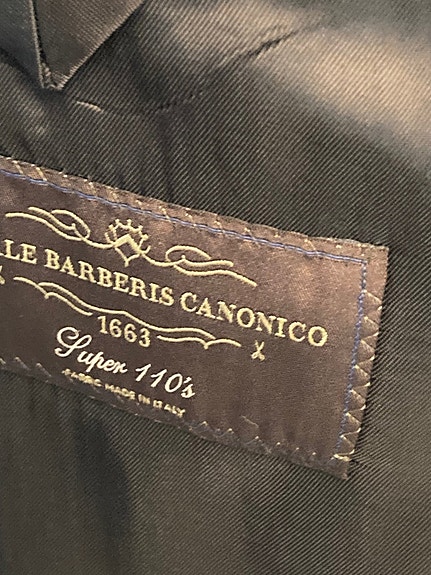 LE BARBERIS CANONICO
1663
Super 110's
FABRIC MADE IN ITALY